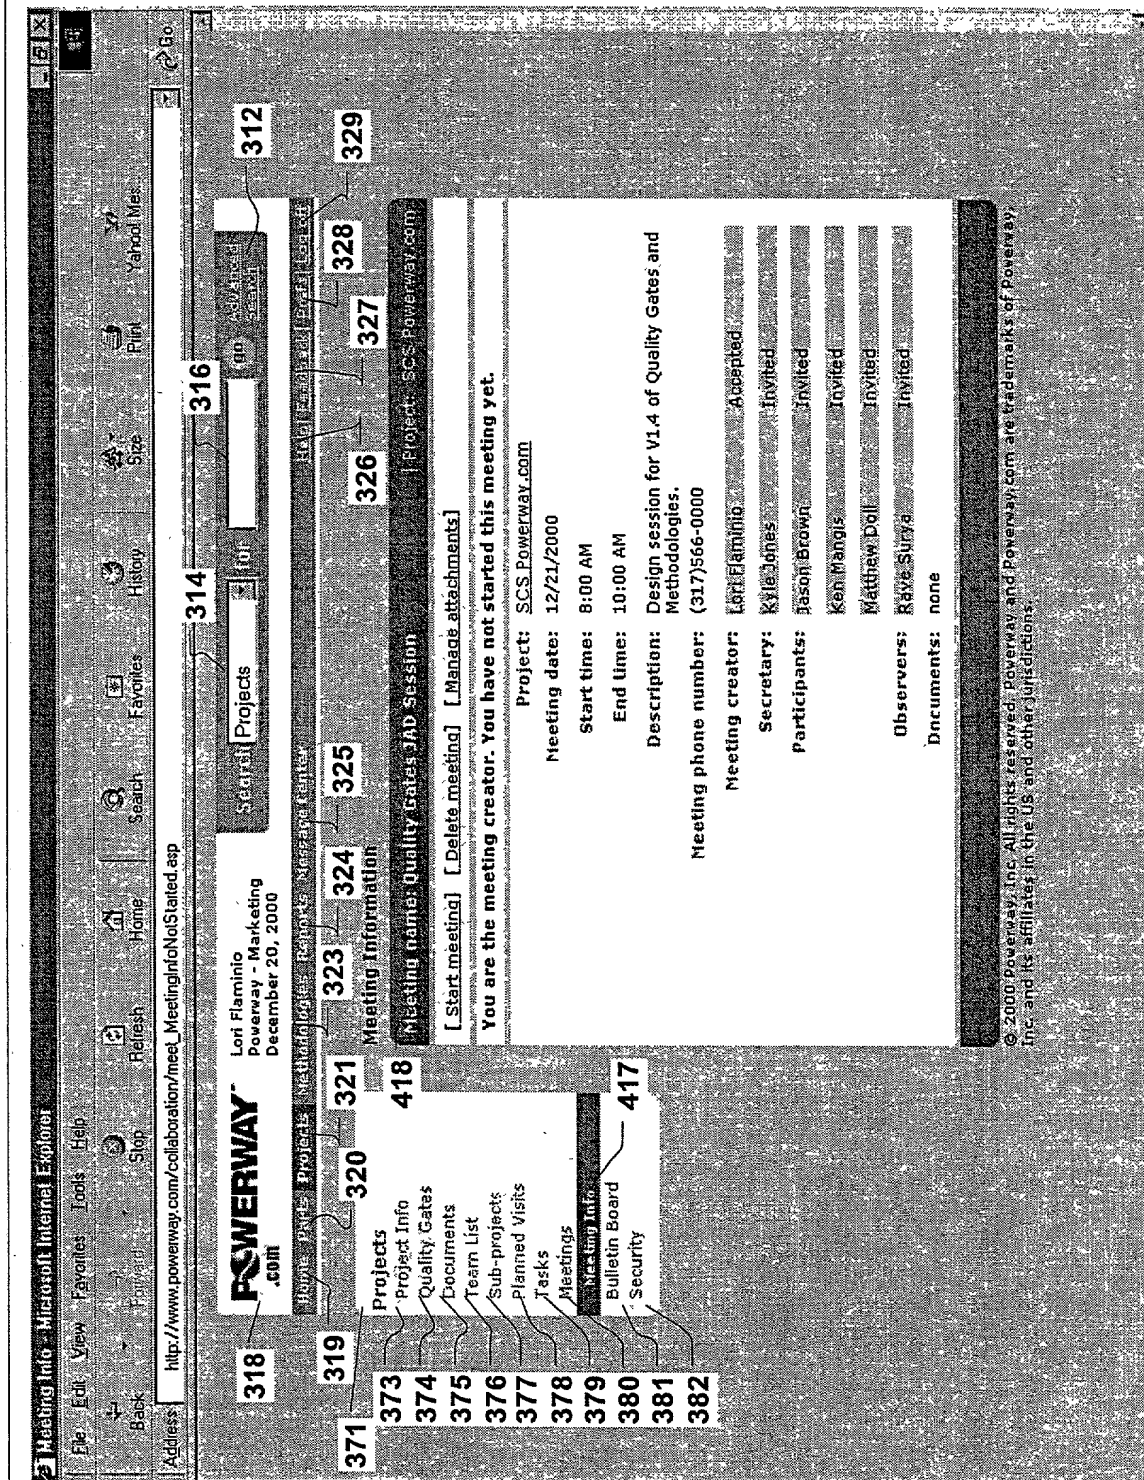 Meeting Info - Microsoft Internet Explorer
File Edit View Favorites Tools Help
Back Forward Stop Refresh Home Search Favorites History Size Print Yahoo! Mes...
Address http://www.powerway.com/collaboration/meet_MeetingInfoNotStarted.asp Go
314 316 312
318
POWERWAY™
.com
Lori Flaminio
Powerway - Marketing
December 20, 2000
Search Projects for go Advanced Search
Home Parts Projects Methodologies Reports Message Center Help Feedback Prefs Log off
319 320 321 323 324 325 326 327 328 329
371
Projects
373 Project Info
374 Quality Gates
375 Documents
376 Team List
377 Sub-projects
378 Planned Visits
379 Tasks
380 Meetings
Meeting Info
381 Bulletin Board
382 Security
418
417
Meeting Information
Meeting name: Quality Gates JAD Session | Project: SCS Powerway.com
[ Start meeting] [ Delete meeting] [ Manage attachments]
You are the meeting creator. You have not started this meeting yet.
Project: SCS Powerway.com
Meeting date: 12/21/2000
Start time: 8:00 AM
End time: 10:00 AM
Description: Design session for V1.4 of Quality Gates and
Methodologies.
Meeting phone number: (317)566-0000
Meeting creator: Lori Flaminio Accepted
Secretary: Kyle Jones Invited
Participants: Jason Brown Invited
Ken Mangis Invited
Matthew Doll Invited
Observers: Rave Surya Invited
Documents: none
© 2000 Powerway, Inc. All rights reserved. Powerway and Powerway.com are trademarks of Powerway,
Inc. and its affiliates in the US and other jurisdictions.